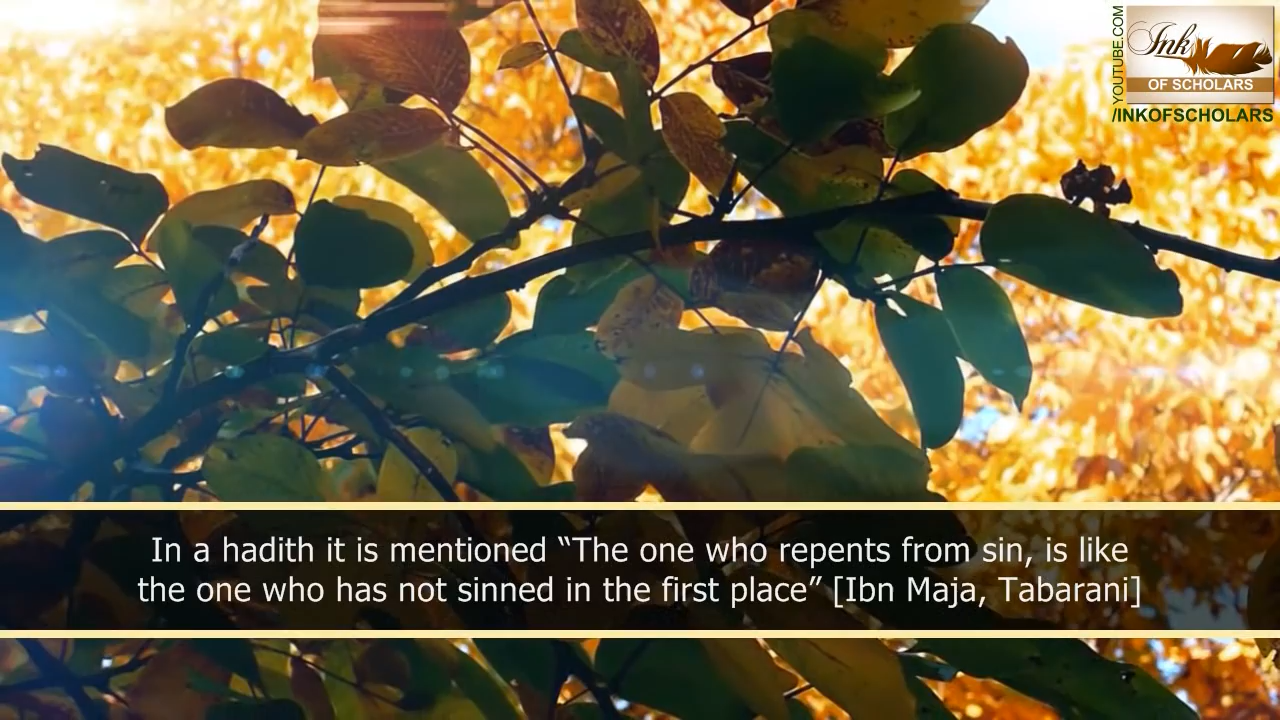 Ink
OF SCHOLARS
YOUTUBE.COM
/INKOFSCHOLARS
In a hadith it is mentioned “The one who repents from sin, is like
the one who has not sinned in the first place” [Ibn Maja, Tabarani]